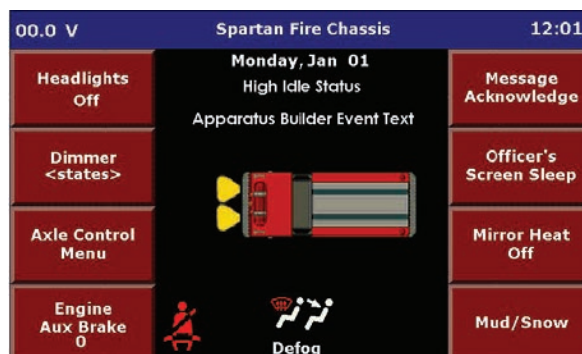 00.0 V
Spartan Fire Chassis
12:01
Headlights
Off
Monday, Jan 01
High Idle Status
Apparatus Builder Event Text
Message
Acknowledge
Dimmer
<states>
Officer's
Screen Sleep
Axle Control
Menu
Mirror Heat
Off
Engine
Aux Brake
0
Defog
Mud/Snow